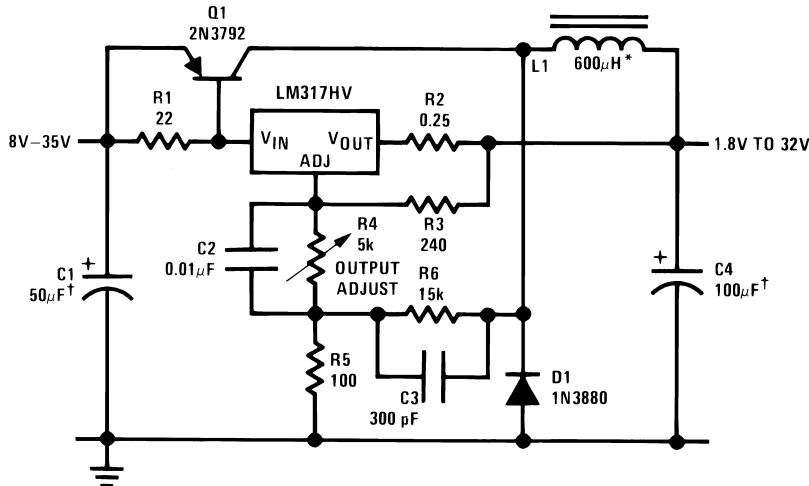 Q1
2N3792
L1
600µH*
R1
22
LM317HV
R2
0.25
8V–35V
VIN
VOUT
ADJ
1.8V TO 32V
C2
0.01µF
R4
5k
OUTPUT
ADJUST
R3
240
C1
+
50µF†
R6
15k
+
C4
100µF†
R5
100
C3
300 pF
D1
1N3880